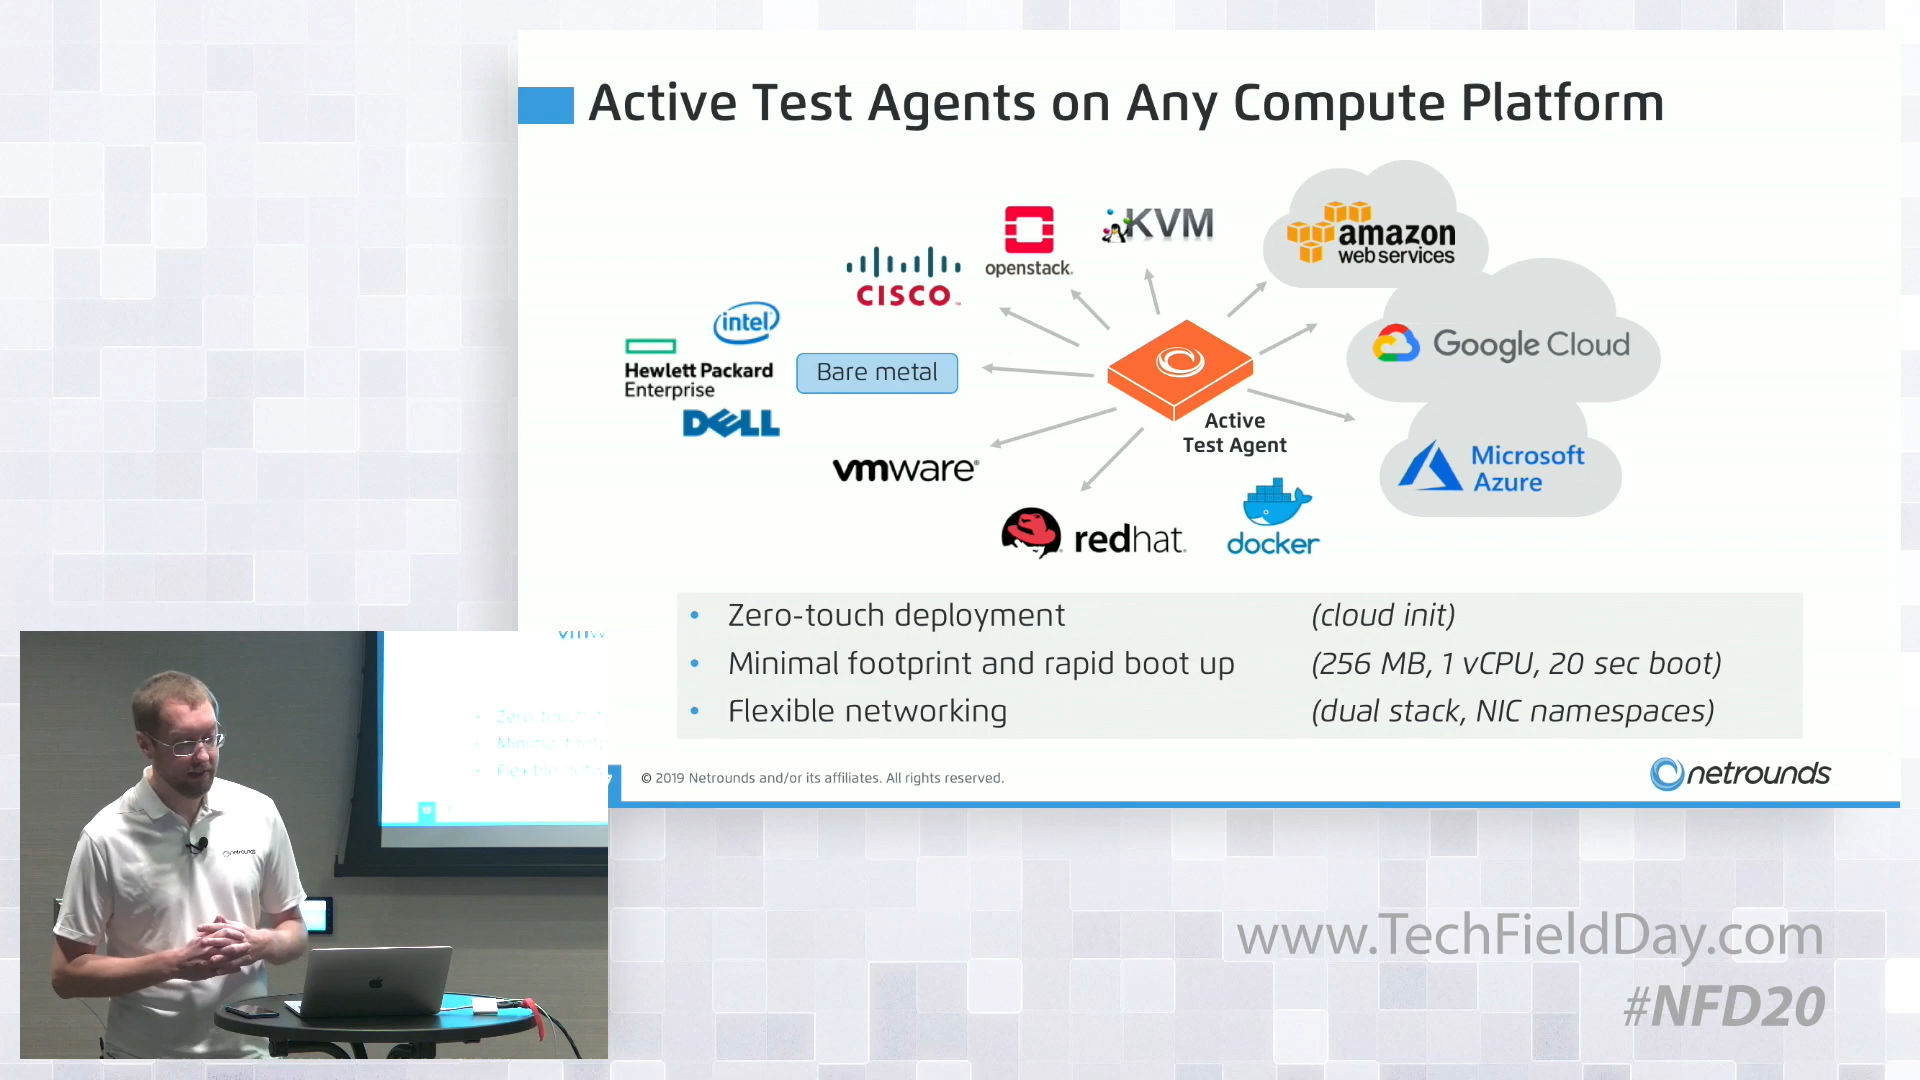 Active Test Agents on Any Compute Platform
openstack.
KVM
amazon
web services
CISCO
intel
Hewlett Packard
Enterprise
Bare metal
Google Cloud
DELL
Active
Test Agent
Microsoft
Azure
vmware
redhat
docker
• Zero-touch deployment (cloud init)
• Minimal footprint and rapid boot up (256 MB, 1 vCPU, 20 sec boot)
• Flexible networking (dual stack, NIC namespaces)
© 2019 Netrounds and/or its affiliates. All rights reserved.
netrounds
netrounds
www.TechFieldDay.com
#NFD20